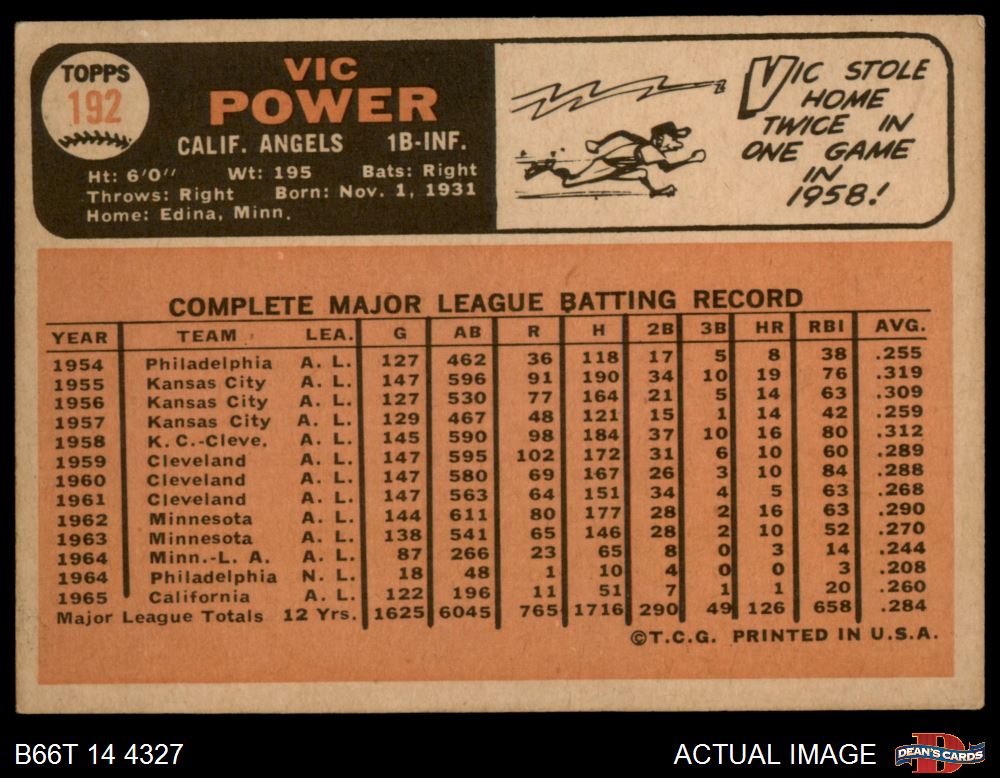 TOPPS
192
VIC
POWER
CALIF. ANGELS 1B-INF.
Ht: 6'0" Wt: 195 Bats: Right
Throws: Right Born: Nov. 1, 1931
Home: Edina, Minn.
VIC STOLE
HOME
TWICE IN
ONE GAME
IN
1958!
COMPLETE MAJOR LEAGUE BATTING RECORD
YEAR TEAM LEA. G AB R H 2B 3B HR RBI AVG.
1954 Philadelphia A. L. 127 462 36 118 17 5 8 38 .255
1955 Kansas City A. L. 147 596 91 190 34 10 19 76 .319
1956 Kansas City A. L. 127 530 77 164 21 5 14 63 .309
1957 Kansas City A. L. 129 467 48 121 15 1 14 42 .259
1958 K. C.-Cleve. A. L. 145 590 98 184 37 10 16 80 .312
1959 Cleveland A. L. 147 595 102 172 31 6 10 60 .289
1960 Cleveland A. L. 147 580 69 167 26 3 10 84 .288
1961 Cleveland A. L. 147 563 64 151 34 4 5 63 .268
1962 Minnesota A. L. 144 611 80 177 28 2 16 63 .290
1963 Minnesota A. L. 138 541 65 146 28 2 10 52 .270
1964 Minn.-L. A. A. L. 87 266 23 65 8 0 3 14 .244
1964 Philadelphia N. L. 18 48 1 10 4 0 0 3 .208
1965 California A. L. 122 196 11 51 7 1 1 20 .260
Major League Totals 12 Yrs. 1625 6045 765 1716 290 49 126 658 .284
©T.C.G. PRINTED IN U.S.A.
B66T 14 4327 ACTUAL IMAGE DEAN'S CARDS